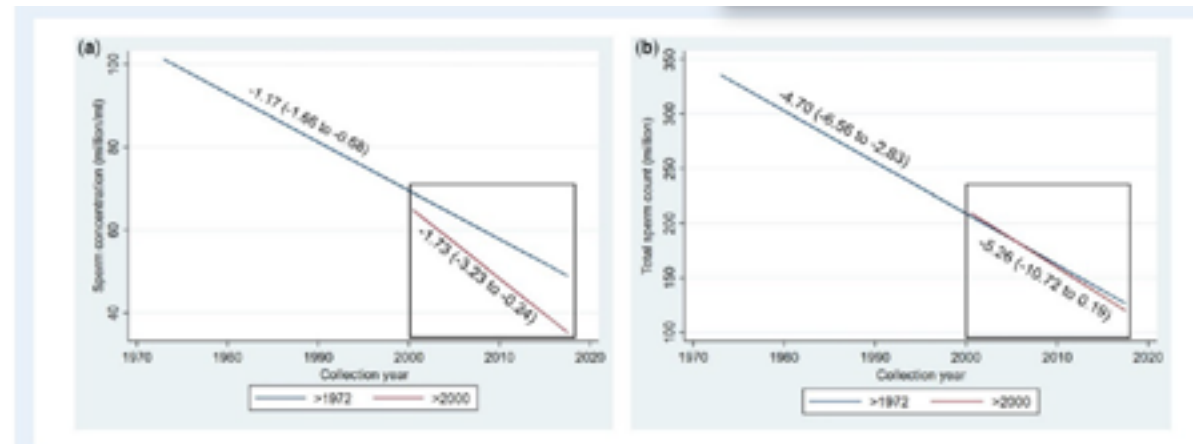 (a)
Sperm concentration (million/ml)
100
80
60
40
-1.17 (-1.66 to -0.68)
-1.73 (-3.23 to -0.24)
1970 1980 1990 2000 2010 2020
Collection year
>1972 >2000
(b)
Total sperm count (million)
350
300
250
200
150
100
-4.70 (-6.56 to -2.83)
-5.26 (-10.72 to 0.19)
1970 1980 1990 2000 2010 2020
Collection year
>1972 >2000